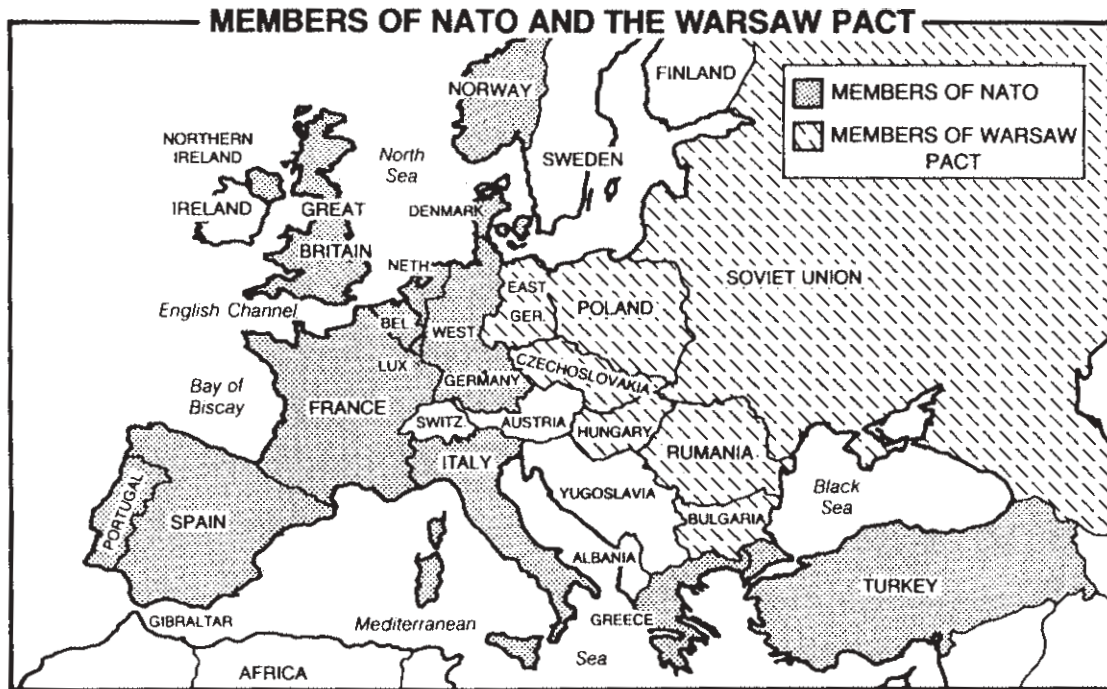 MEMBERS OF NATO AND THE WARSAW PACT
MEMBERS OF NATO
MEMBERS OF WARSAW
PACT
FINLAND
NORWAY
SWEDEN
NORTHERN
IRELAND
North
Sea
IRELAND
GREAT
BRITAIN
DENMARK
NETH.
English Channel
BEL.
LUX
WEST
GERMANY
EAST
GER.
POLAND
SOVIET UNION
CZECHOSLOVAKIA
Bay of
Biscay
FRANCE
SWITZ.
AUSTRIA
HUNGARY
ITALY
RUMANIA
YUGOSLAVIA
Black
Sea
PORTUGAL
SPAIN
BULGARIA
ALBANIA
TURKEY
GIBRALTAR
Mediterranean
Sea
GREECE
AFRICA